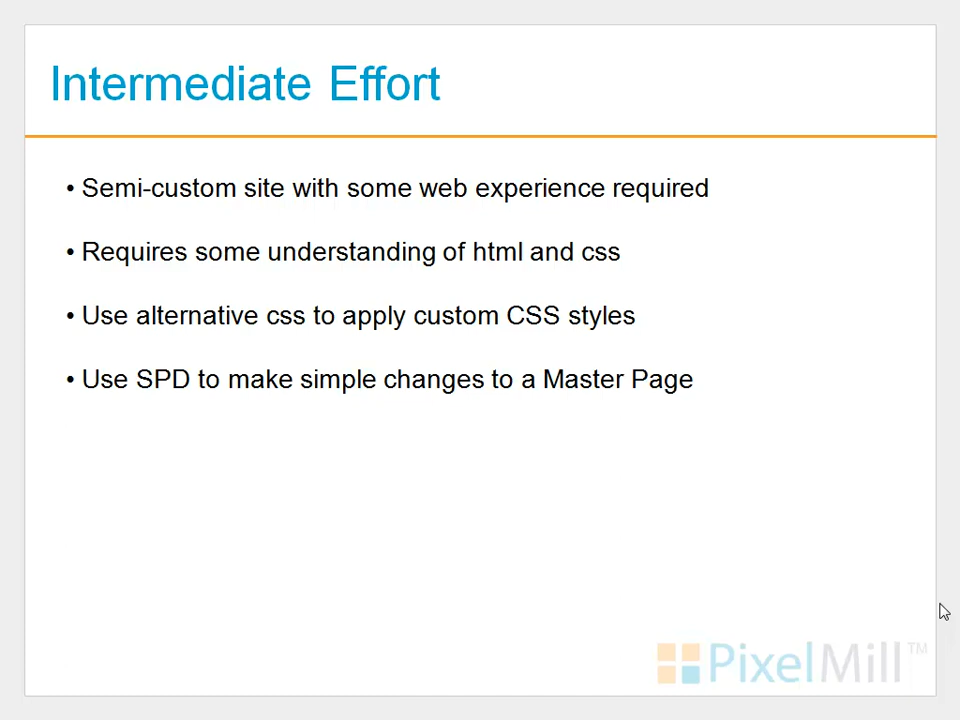 Intermediate Effort
• Semi-custom site with some web experience required
• Requires some understanding of html and css
• Use alternative css to apply custom CSS styles
• Use SPD to make simple changes to a Master Page
PixelMill™